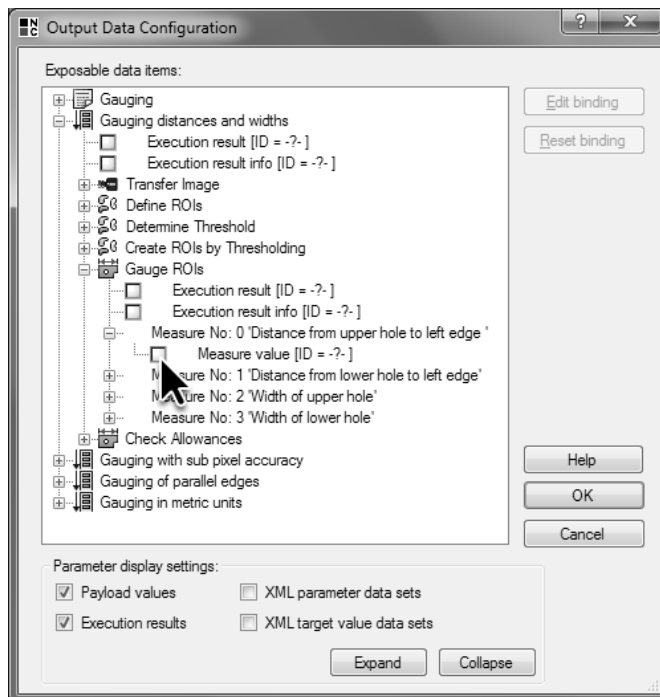 Output Data Configuration
Exposable data items:
Gauging
Gauging distances and widths
Execution result [ID = -?- ]
Execution result info [ID = -?- ]
Transfer Image
Define ROIs
Determine Threshold
Create ROIs by Thresholding
Gauge ROIs
Execution result [ID = -?- ]
Execution result info [ID = -?- ]
Measure No: 0 'Distance from upper hole to left edge '
Measure value [ID = -?- ]
Measure No: 1 'Distance from lower hole to left edge'
Measure No: 2 'Width of upper hole'
Measure No: 3 'Width of lower hole'
Check Allowances
Gauging with sub pixel accuracy
Gauging of parallel edges
Gauging in metric units
Edit binding
Reset binding
Help
OK
Cancel
Parameter display settings:
Payload values
XML parameter data sets
Execution results
XML target value data sets
Expand
Collapse